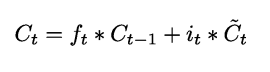 $C_t = f_t * C_{t-1} + i_t * \tilde{C}_t$